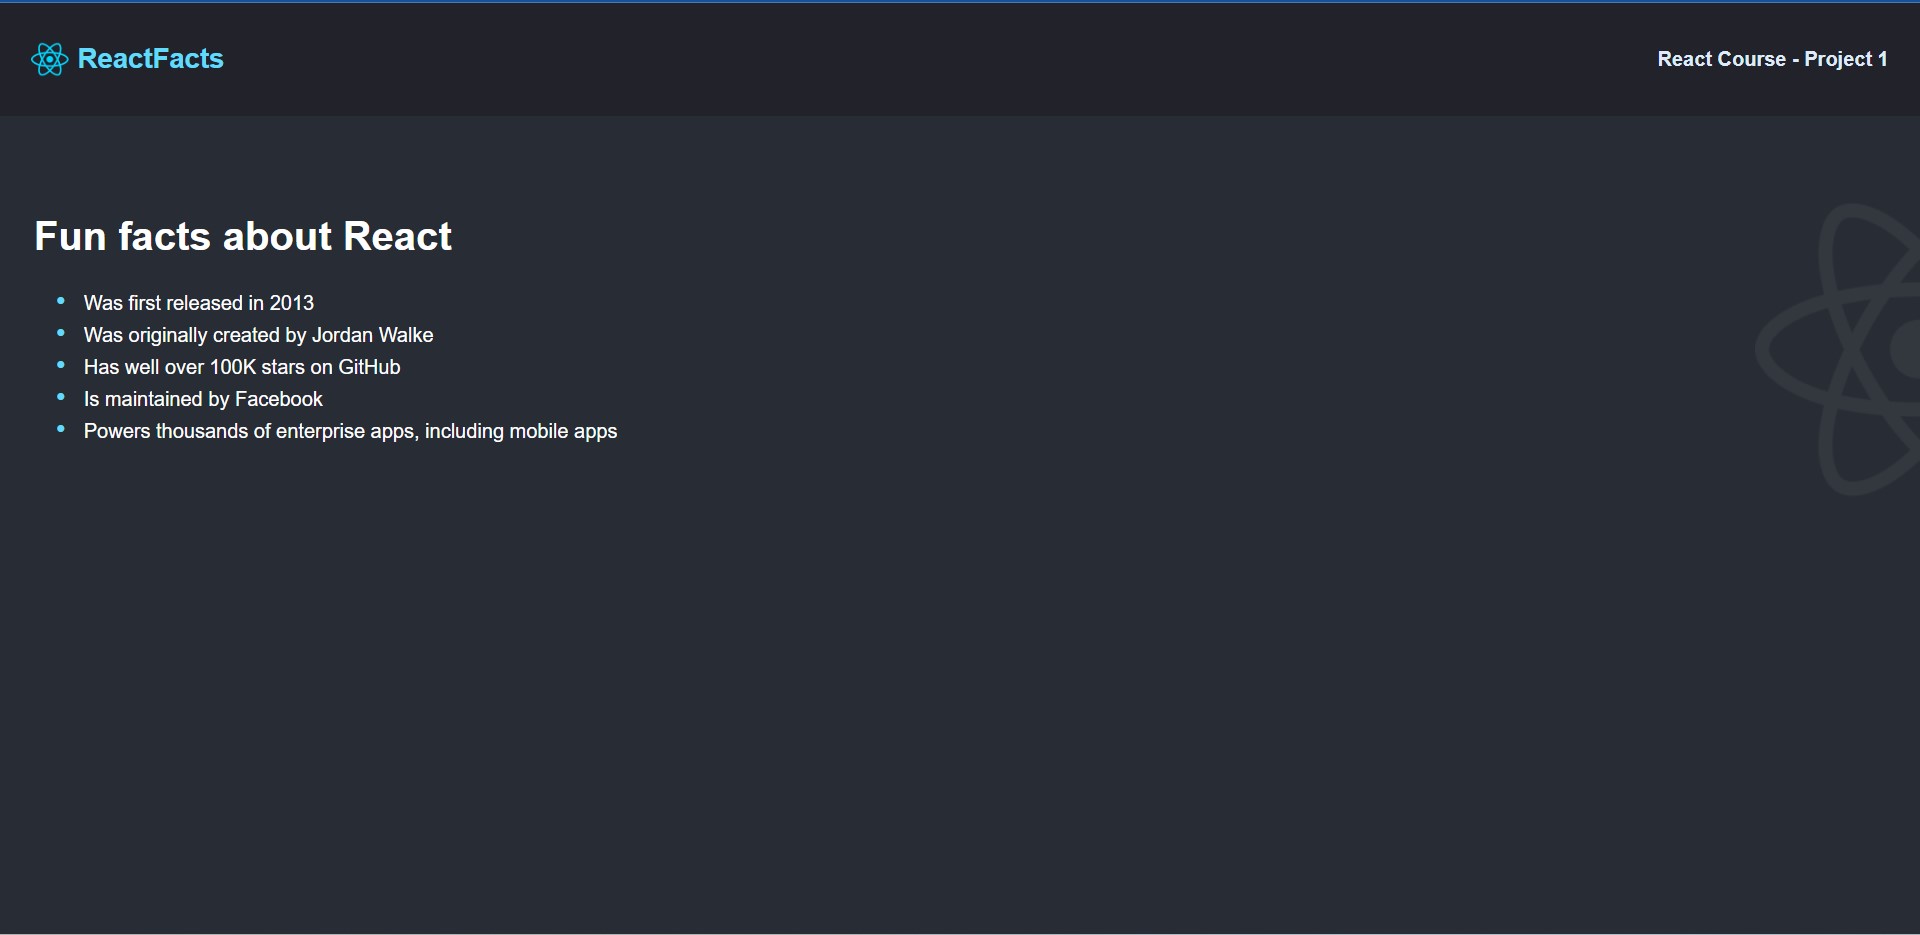 ReactFacts
React Course - Project 1
Fun facts about React
Was first released in 2013
Was originally created by Jordan Walke
Has well over 100K stars on GitHub
Is maintained by Facebook
Powers thousands of enterprise apps, including mobile apps